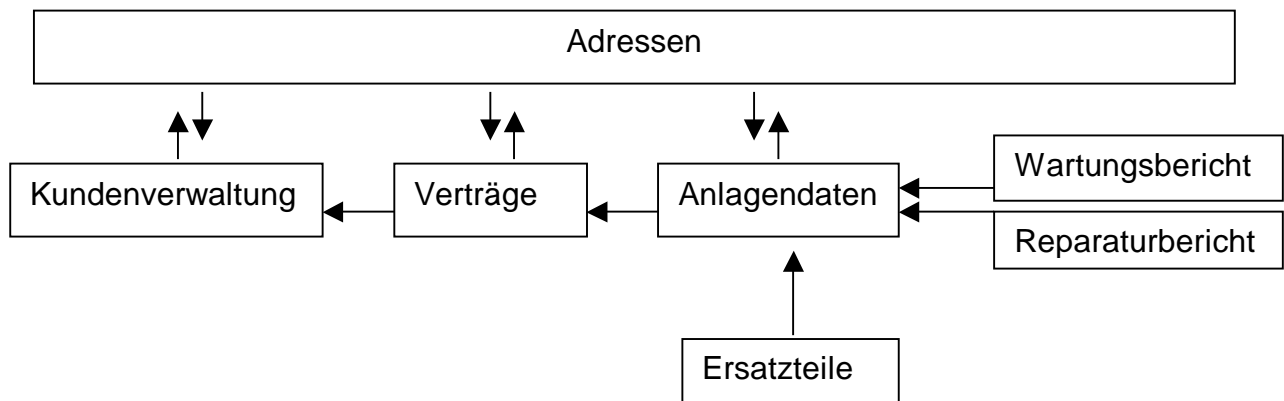 Adressen
Kundenverwaltung
Verträge
Anlagendaten
Wartungsbericht
Reparaturbericht
Ersatzteile